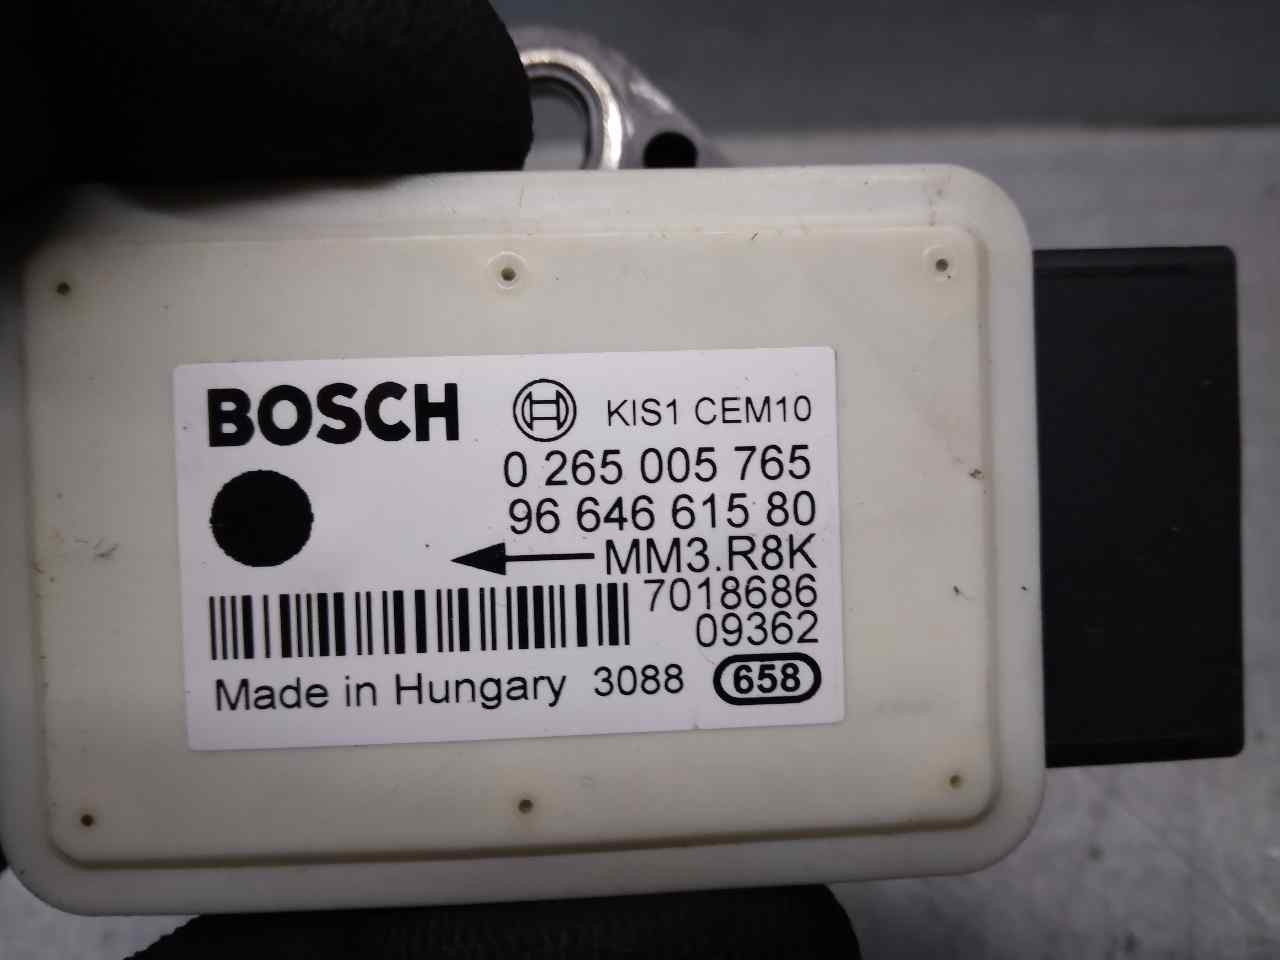 BOSCH KIS1 CEM10
0 265 005 765
96 646 615 80
MM3.R8K
7018686
09362
Made in Hungary 3088 658